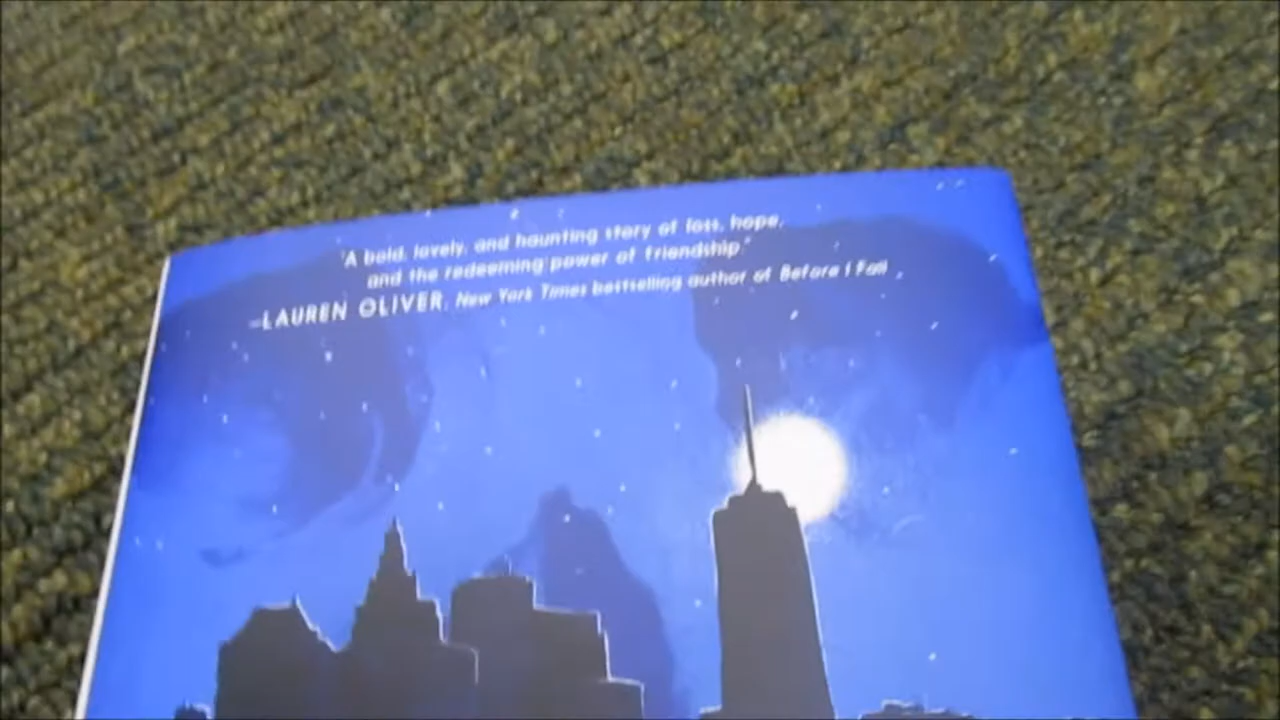 "A bold, lovely, and haunting story of loss, hope,
and the redeeming power of friendship."
—LAUREN OLIVER, New York Times bestselling author of Before I Fall